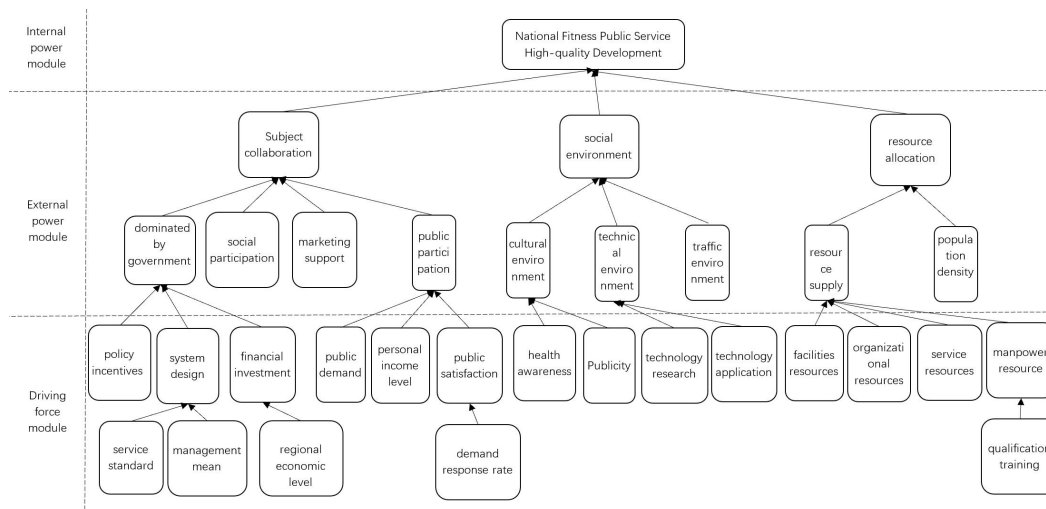 Internal
power
module
National Fitness Public Service
High-quality Development
External
power
module
Subject
collaboration
social
environment
resource
allocation
dominated
by
government
social
participation
marketing
support
public
partici
pation
cultural
enviro
nment
technic
al enviro
nment
traffic
enviro
nment
resou
rce
supply
popula
tion
density
Driving
force
module
policy
incentives
system
design
financial
investment
public
demand
personal
income
level
public
satisfaction
health
awareness
Publicity
technology
research
technology
application
facilities
resources
organizati
onal
resources
service
resources
manpower
resource
service
standard
management
mean
regional
economic
level
demand
response rate
qualification
training